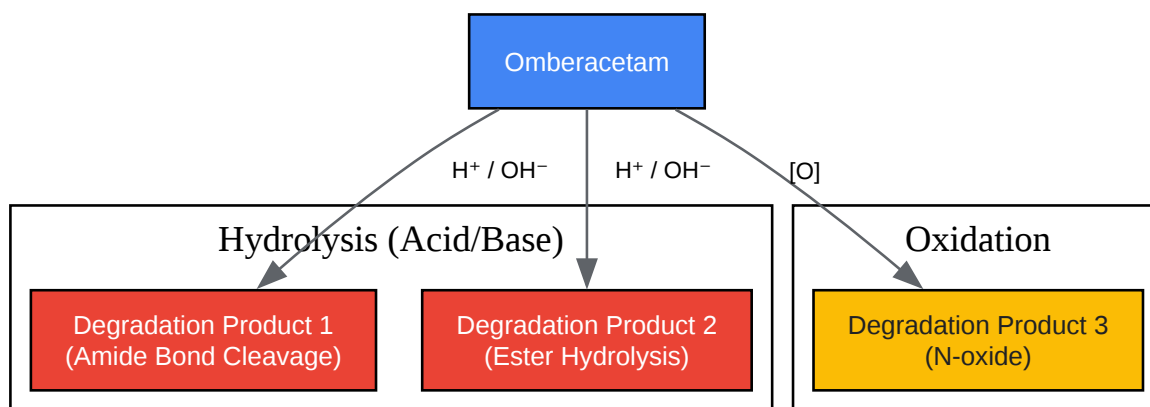 Omberacetam
H⁺ / OH⁻
H⁺ / OH⁻
[O]
Hydrolysis (Acid/Base)
Oxidation
Degradation Product 1
(Amide Bond Cleavage)
Degradation Product 2
(Ester Hydrolysis)
Degradation Product 3
(N-oxide)